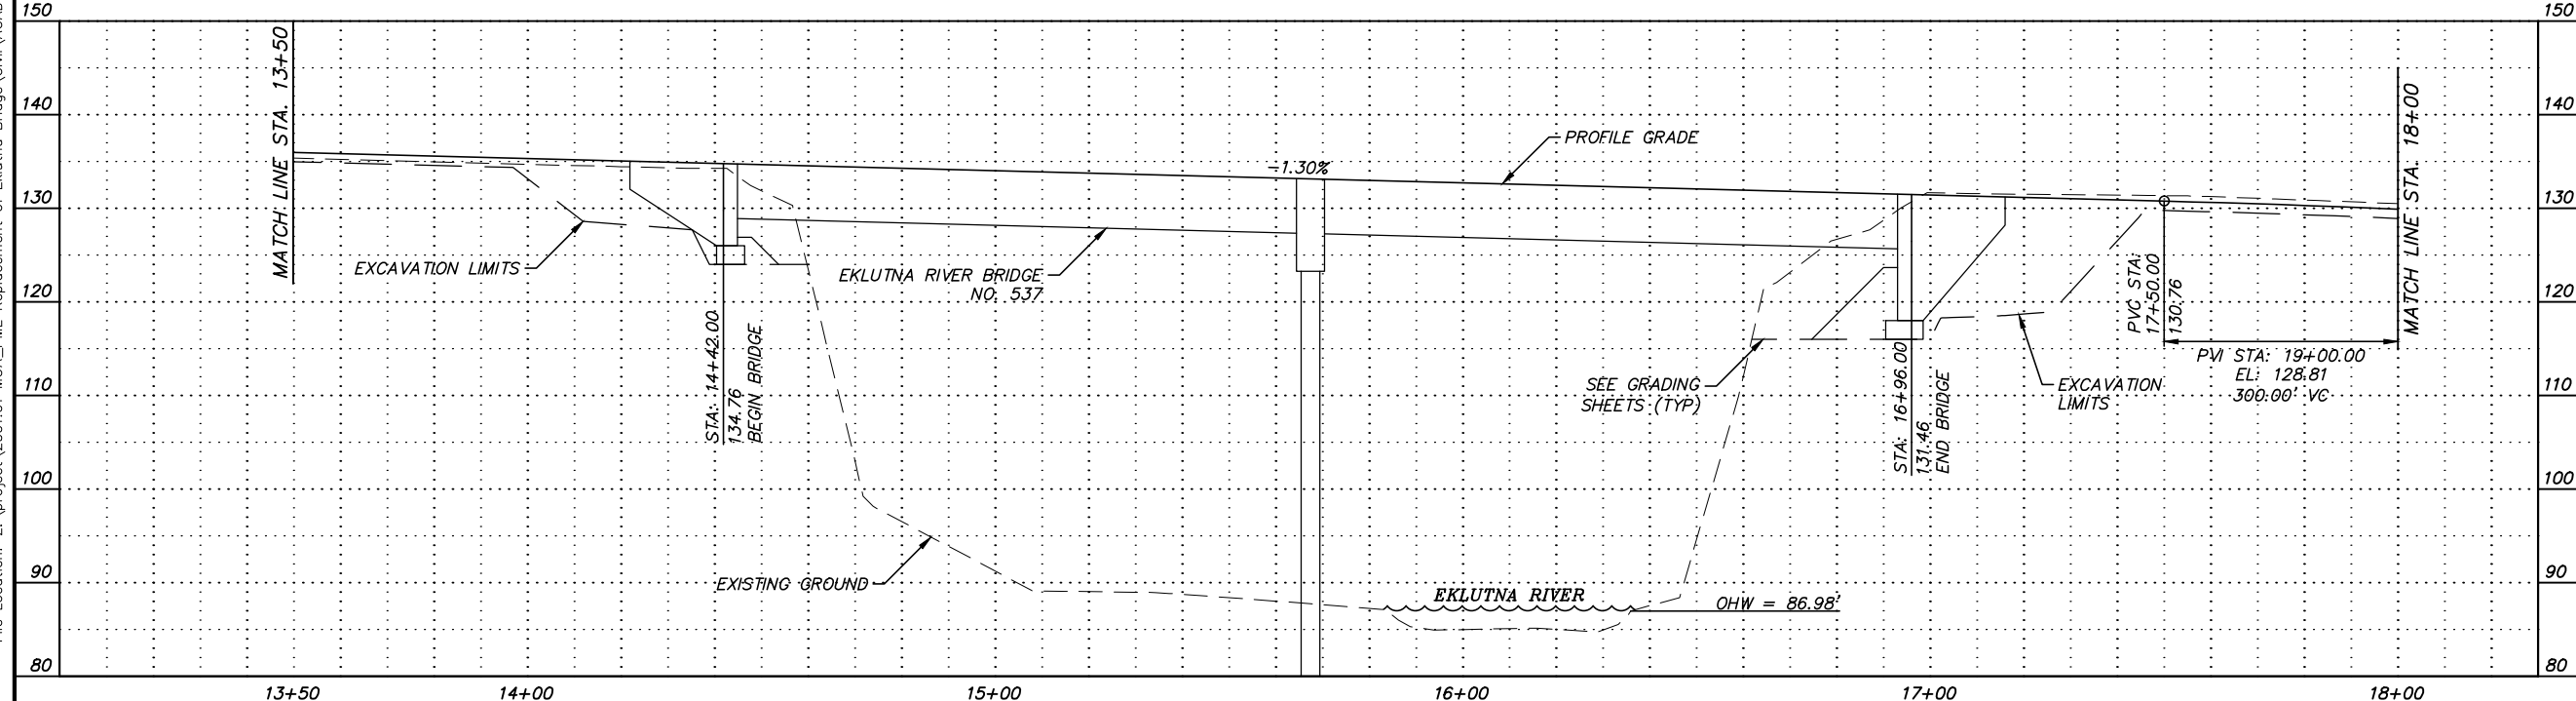 150
150
140
140
130
130
120
120
110
110
100
100
90
90
80
80
MATCH LINE STA. 13+50
MATCH LINE STA. 18+00
PROFILE GRADE
-1.30%
EXCAVATION LIMITS
EKLUTNA RIVER BRIDGE
NO. 537
STA: 14+42.00
134.76
BEGIN BRIDGE
SEE GRADING
SHEETS (TYP)
STA: 16+96.00
131.46
END BRIDGE
EXCAVATION
LIMITS
PVC STA:
17+50.00
130.76
PVI STA: 19+00.00
EL: 128.81
300.00' VC
EXISTING GROUND
EKLUTNA RIVER
OHW = 86.98'
13+50
14+00
15+00
16+00
17+00
18+00